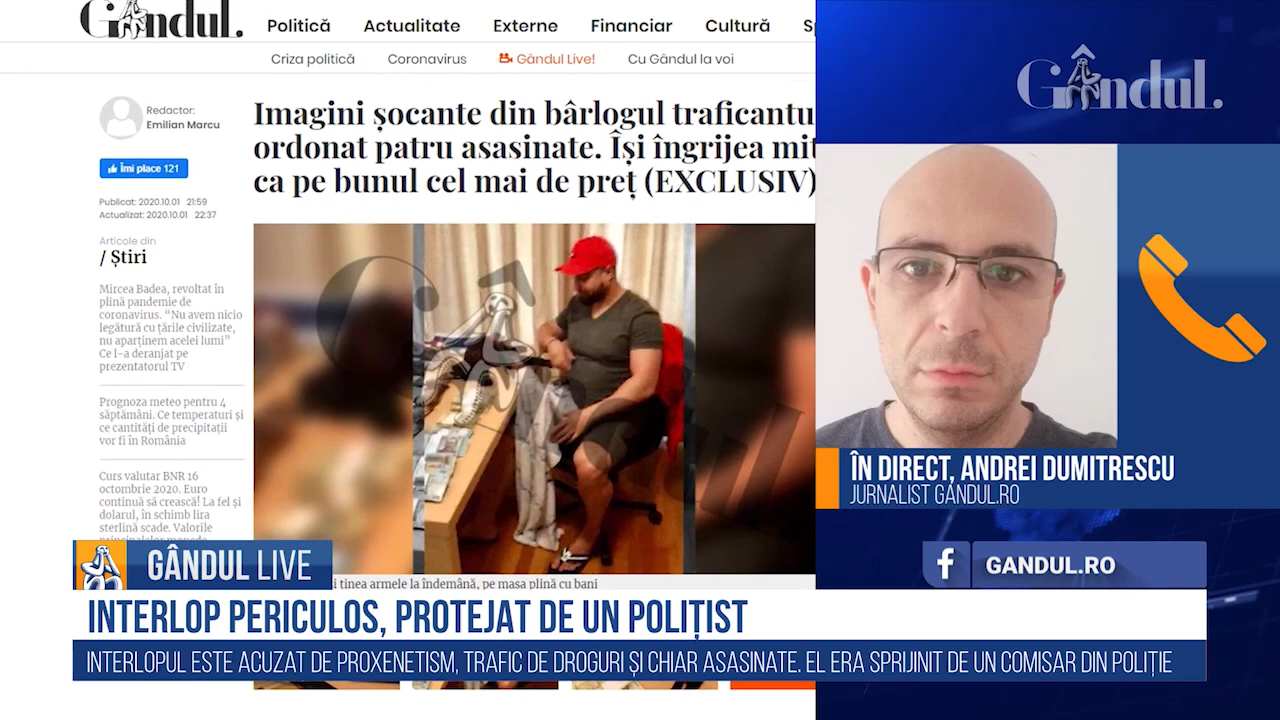 Gândul.
Politică Actualitate Externe Financiar Cultură
Criza politică Coronavirus Gândul Live! Cu Gândul la voi
Redactor:
Emilian Marcu
Îmi place 121
Publicat: 2020.10.01 21:59
Actualizat: 2020.10.01 22:37
Articole din
/ Știri
Mircea Badea, revoltat în
plină pandemie de
coronavirus. “Nu avem nicio
legătură cu țările civilizate,
nu aparținem acelei lumi”
Ce l-a deranjat pe
prezentatorul TV
Prognoza meteo pentru 4
săptămâni. Ce temperaturi și
ce cantități de precipitații
vor fi în România
Curs valutar BNR 16
octombrie 2020. Euro
continuă să crească! La fel și
dolarul, în schimb lira
sterlină scade. Valorile
Imagini șocante din bârlogul traficantu
ordonat patru asasinate. Își îngrijea mit
ca pe bunul cel mai de preț (EXCLUSIV)
ținea armele la îndemână, pe masa plină cu bani
Gândul.
ÎN DIRECT, ANDREI DUMITRESCU
JURNALIST GÂNDUL.RO
f GANDUL.RO
GÂNDUL LIVE
INTERLOP PERICULOS, PROTEJAT DE UN POLIȚIST
INTERLOPUL ESTE ACUZAT DE PROXENETISM, TRAFIC DE DROGURI ȘI CHIAR ASASINATE. EL ERA SPRIJINIT DE UN COMISAR DIN POLIȚIE